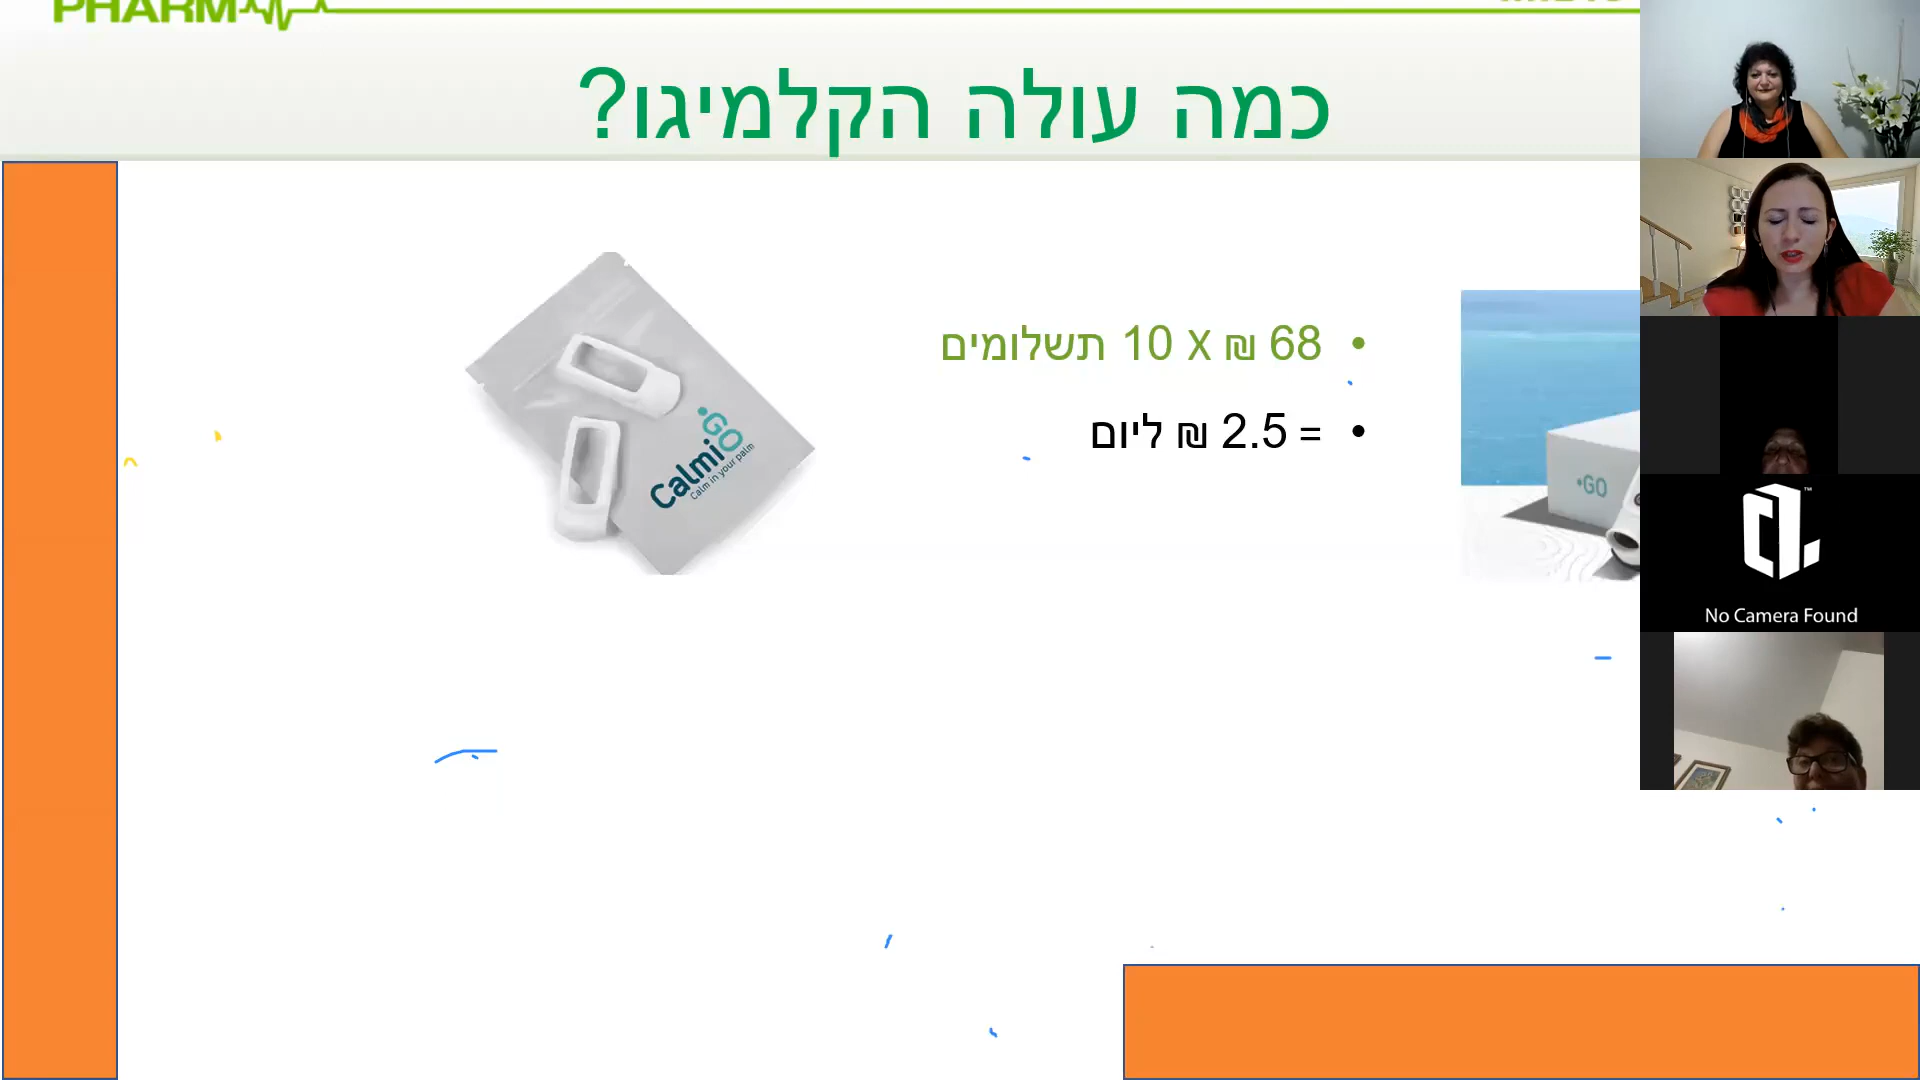 PHARM
כמה עולה הקלמיגו?
• 68 ₪ X 10 תשלומים
• = 2.5 ₪ ליום
CalmiGO
Calm in your palm
GO
No Camera Found